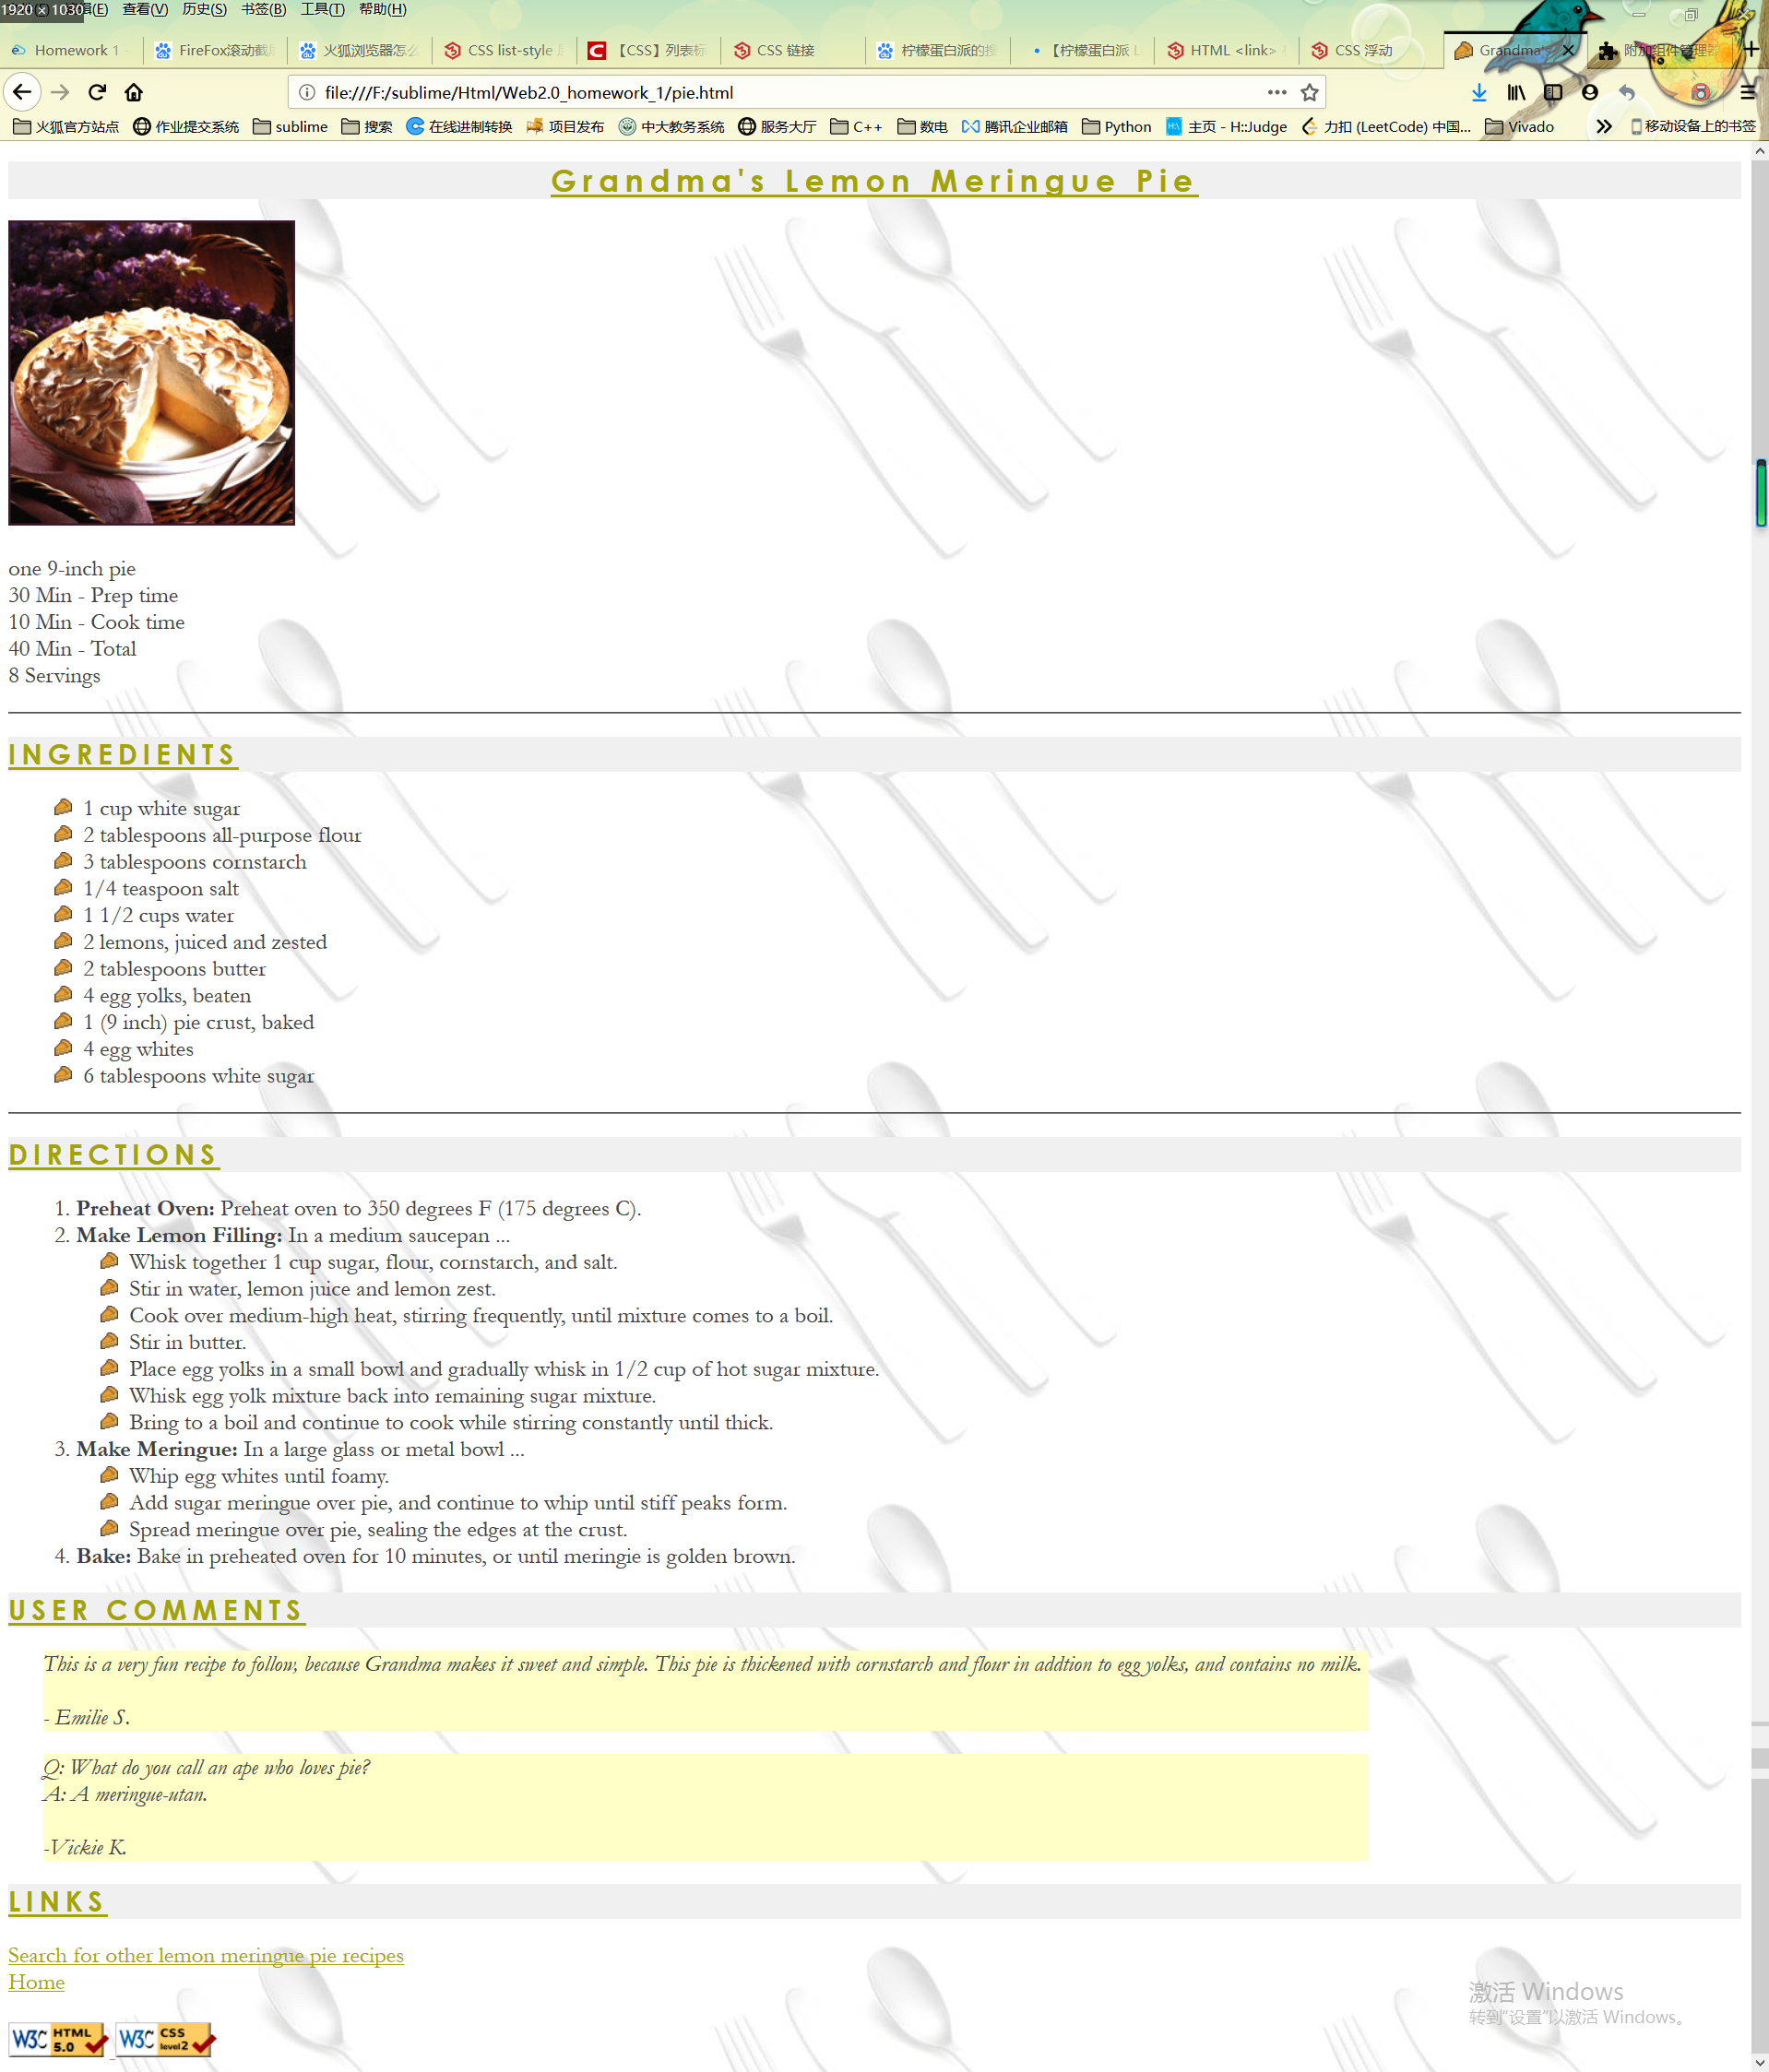 1920 × 1030
辑(E) 查看(V) 历史(S) 书签(B) 工具(T) 帮助(H)
Homework 1 -
FireFox滚动截
火狐浏览器怎么
CSS list-style
【CSS】列表标
CSS 链接
柠檬蛋白派的
【柠檬蛋白派 L
HTML <link>
CSS 浮动
Grandma's
附加组件管理器
file:///F:/sublime/Html/Web2.0_homework_1/pie.html
火狐官方站点 作业提交系统 sublime 搜索 在线进制转换 项目发布 中大教务系统 服务大厅 C++ 数电 腾讯企业邮箱 Python 主页 - H::Judge 力扣 (LeetCode) 中国... Vivado 移动设备上的书签
Grandma's Lemon Meringue Pie
one 9-inch pie
30 Min - Prep time
10 Min - Cook time
40 Min - Total
8 Servings
INGREDIENTS
1 cup white sugar
2 tablespoons all-purpose flour
3 tablespoons cornstarch
1/4 teaspoon salt
1 1/2 cups water
2 lemons, juiced and zested
2 tablespoons butter
4 egg yolks, beaten
1 (9 inch) pie crust, baked
4 egg whites
6 tablespoons white sugar
DIRECTIONS
1. Preheat Oven: Preheat oven to 350 degrees F (175 degrees C).
2. Make Lemon Filling: In a medium saucepan ...
Whisk together 1 cup sugar, flour, cornstarch, and salt.
Stir in water, lemon juice and lemon zest.
Cook over medium-high heat, stirring frequently, until mixture comes to a boil.
Stir in butter.
Place egg yolks in a small bowl and gradually whisk in 1/2 cup of hot sugar mixture.
Whisk egg yolk mixture back into remaining sugar mixture.
Bring to a boil and continue to cook while stirring constantly until thick.
3. Make Meringue: In a large glass or metal bowl ...
Whip egg whites until foamy.
Add sugar meringue over pie, and continue to whip until stiff peaks form.
Spread meringue over pie, sealing the edges at the crust.
4. Bake: Bake in preheated oven for 10 minutes, or until meringie is golden brown.
USER COMMENTS
This is a very fun recipe to follow, because Grandma makes it sweet and simple. This pie is thickened with cornstarch and flour in addtion to egg yolks, and contains no milk.
- Emilie S.
Q: What do you call an ape who loves pie?
A: A meringue-utan.
-Vickie K.
LINKS
Search for other lemon meringue pie recipes
Home
激活 Windows
转到"设置"以激活 Windows。
W3C HTML 5.0 W3C CSS level 2